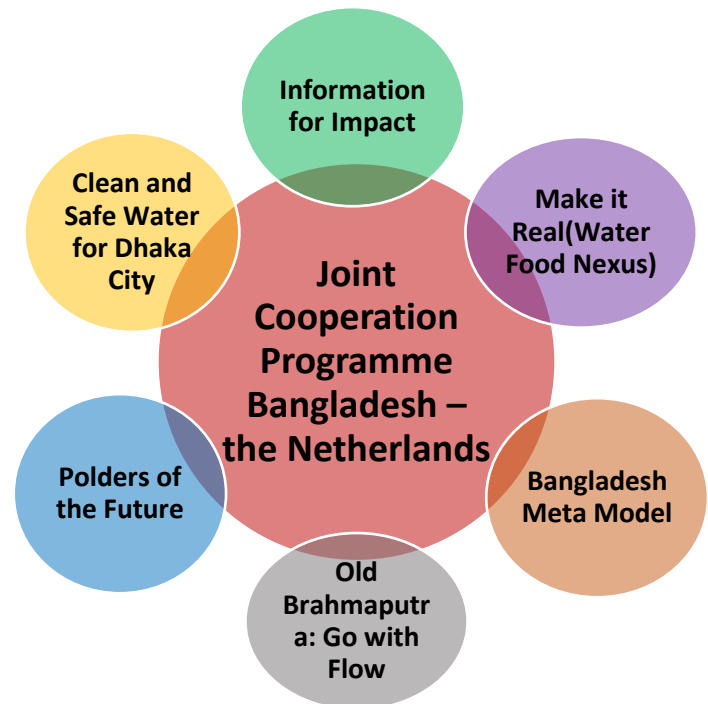 Information
for Impact
Clean and
Safe Water
for Dhaka
City
Make it
Real(Water
Food Nexus)
Joint
Cooperation
Programme
Bangladesh –
the Netherlands
Polders of
the Future
Bangladesh
Meta Model
Old
Brahmaputr
a: Go with
Flow